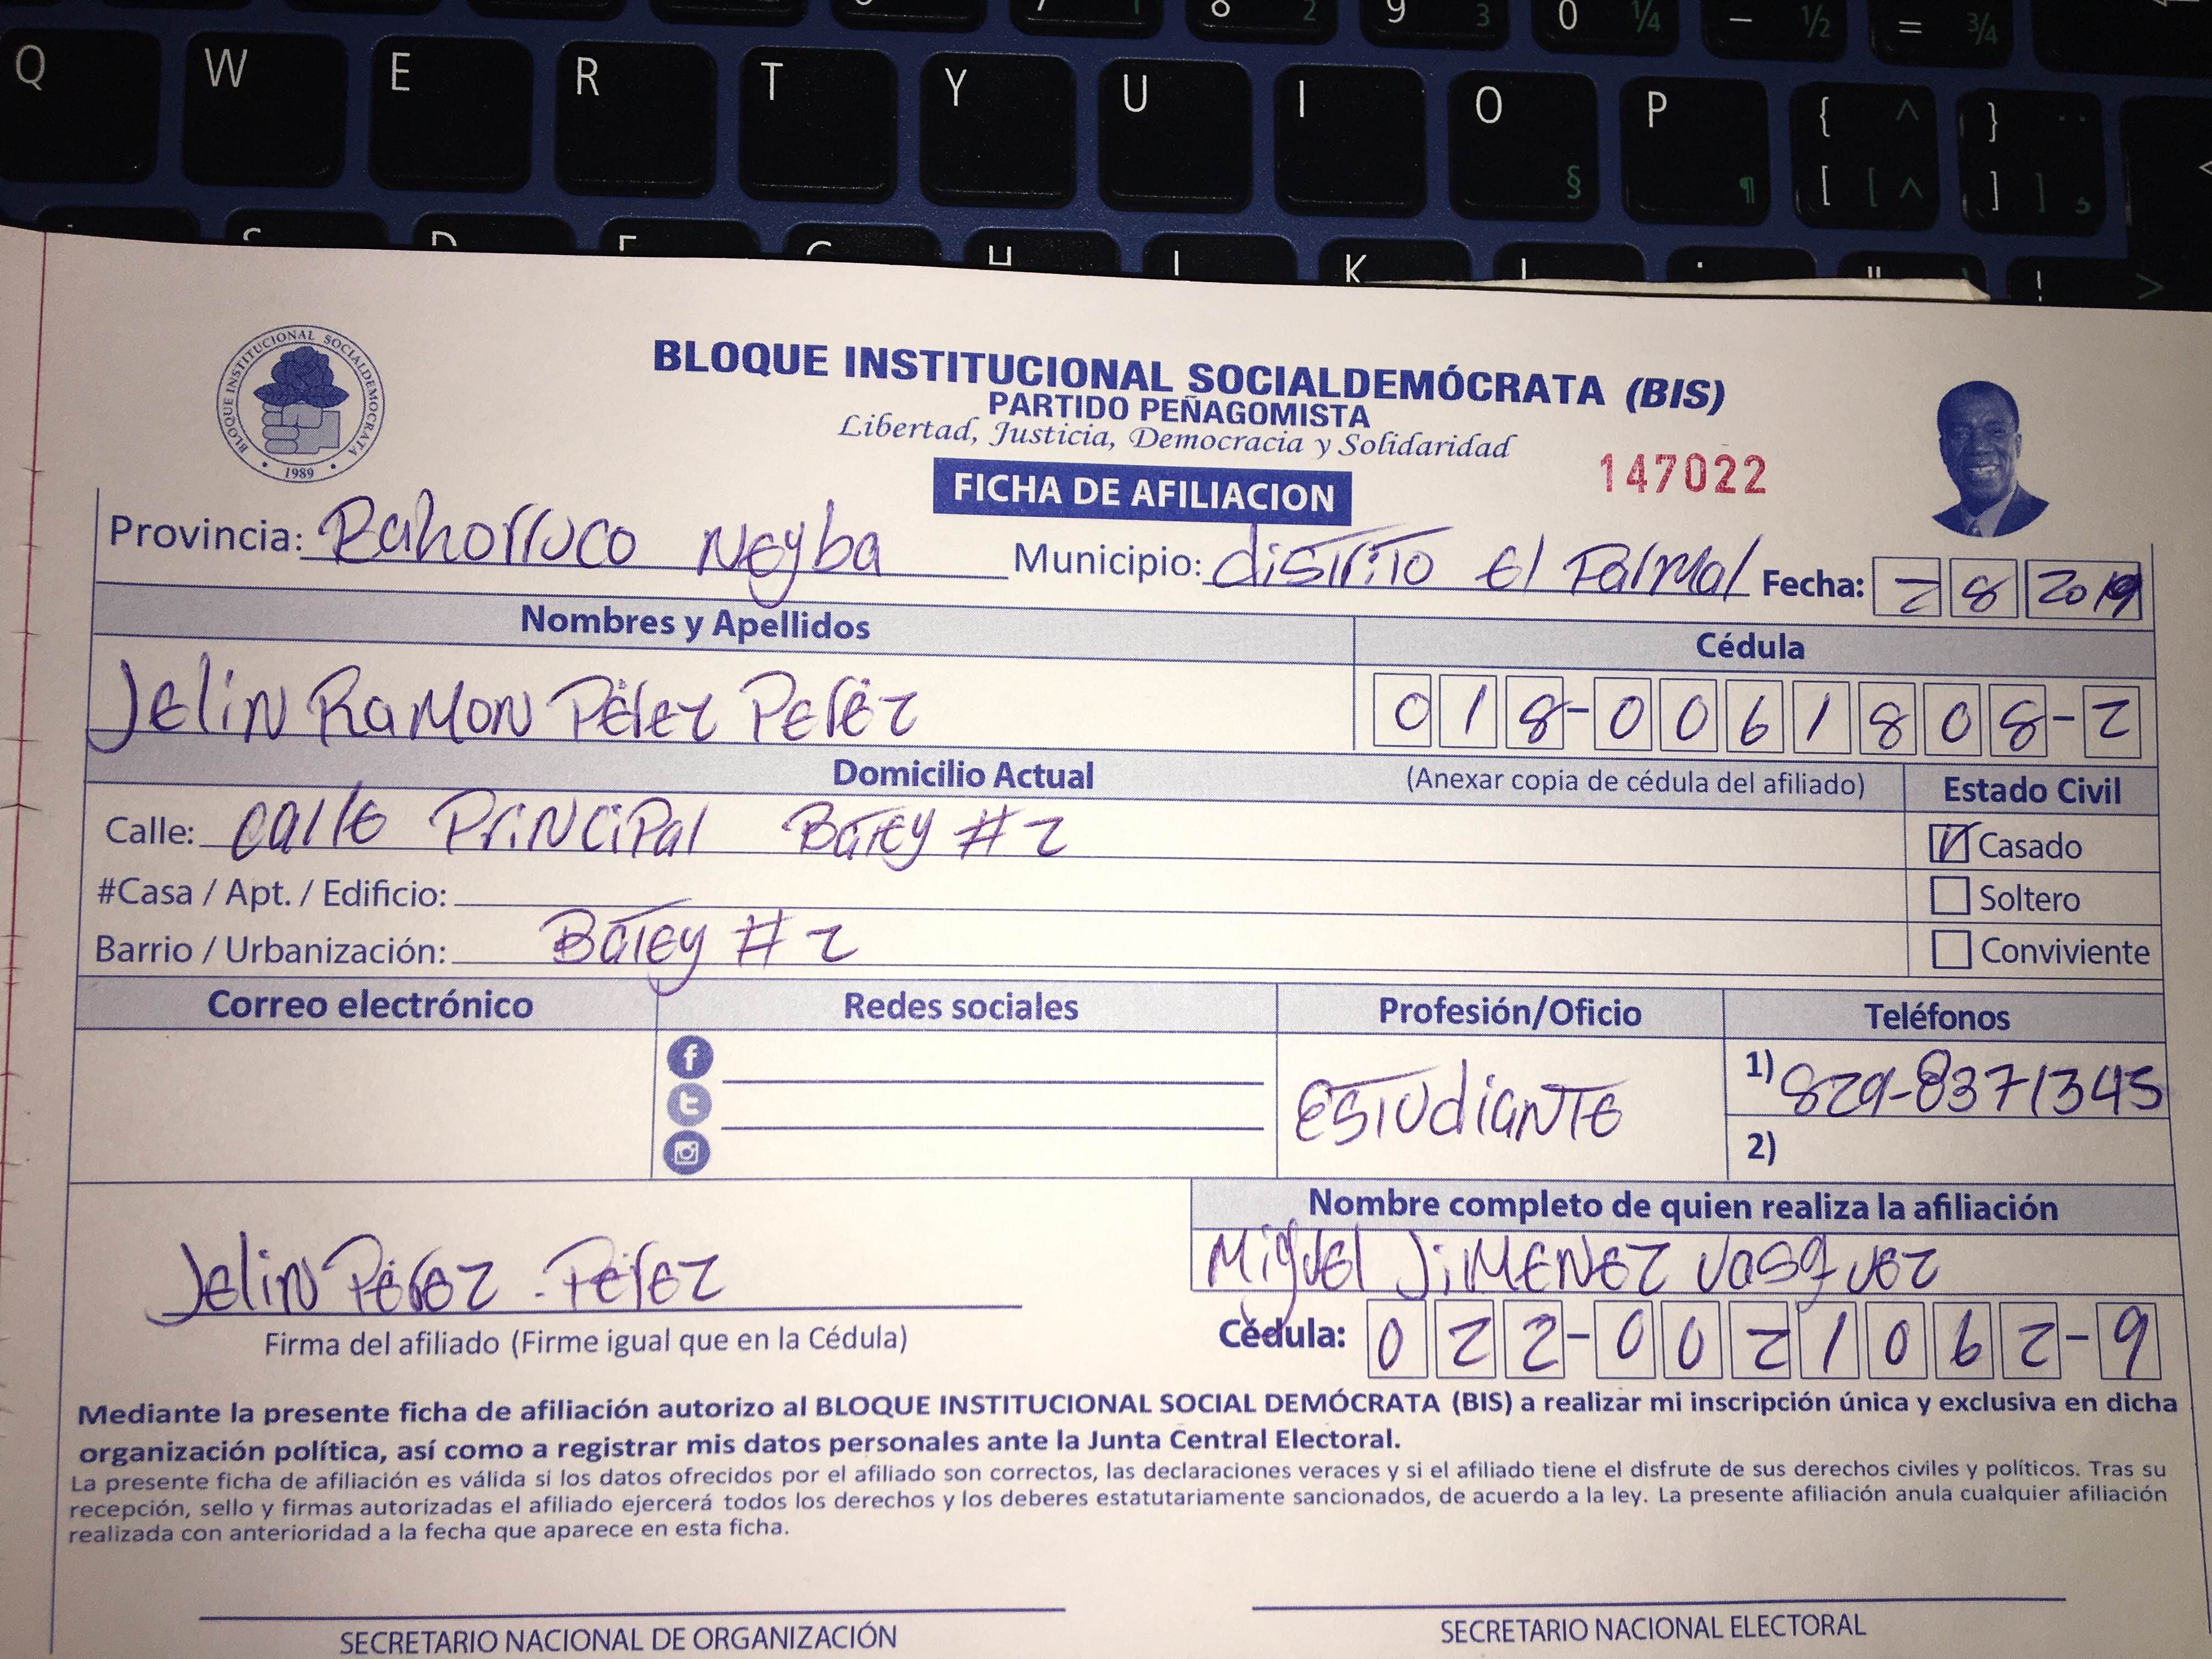 Q W E R T Y U I O P { ^ } ¨
§ ¶ [ [ ^ ] ]
BLOQUE INSTITUCIONAL SOCIALDEMÓCRATA
1989
BLOQUE INSTITUCIONAL SOCIALDEMÓCRATA (BIS)
PARTIDO PEÑAGOMISTA
Libertad, Justicia, Democracia y Solidaridad
147022
FICHA DE AFILIACION
Provincia: Bahorruco Neyba Municipio: distrito El Palmal Fecha: 2 8 2019
Nombres y Apellidos Cédula
Jelin Ramon Pérez Peréz 018-0061808-2
Domicilio Actual (Anexar copia de cédula del afiliado) Estado Civil
Calle: calle Principal Batey #2 Casado
#Casa / Apt. / Edificio: Soltero
Barrio / Urbanización: Batey #2 Conviviente
Correo electrónico Redes sociales Profesión/Oficio Teléfonos
f 1) 829-8371345
t Estudiante
2)
Nombre completo de quien realiza la afiliación
Jelin Pérez Pérez Miguel Jimenez Vasquez
Firma del afiliado (Firme igual que en la Cédula) Cédula: 022-0021062-9
Mediante la presente ficha de afiliación autorizo al BLOQUE INSTITUCIONAL SOCIAL DEMÓCRATA (BIS) a realizar mi inscripción única y exclusiva en dicha
organización política, así como a registrar mis datos personales ante la Junta Central Electoral.
La presente ficha de afiliación es válida si los datos ofrecidos por el afiliado son correctos, las declaraciones veraces y si el afiliado tiene el disfrute de sus derechos civiles y políticos. Tras su
recepción, sello y firmas autorizadas el afiliado ejercerá todos los derechos y los deberes estatutariamente sancionados, de acuerdo a la ley. La presente afiliación anula cualquier afiliación
realizada con anterioridad a la fecha que aparece en esta ficha.
SECRETARIO NACIONAL DE ORGANIZACIÓN SECRETARIO NACIONAL ELECTORAL